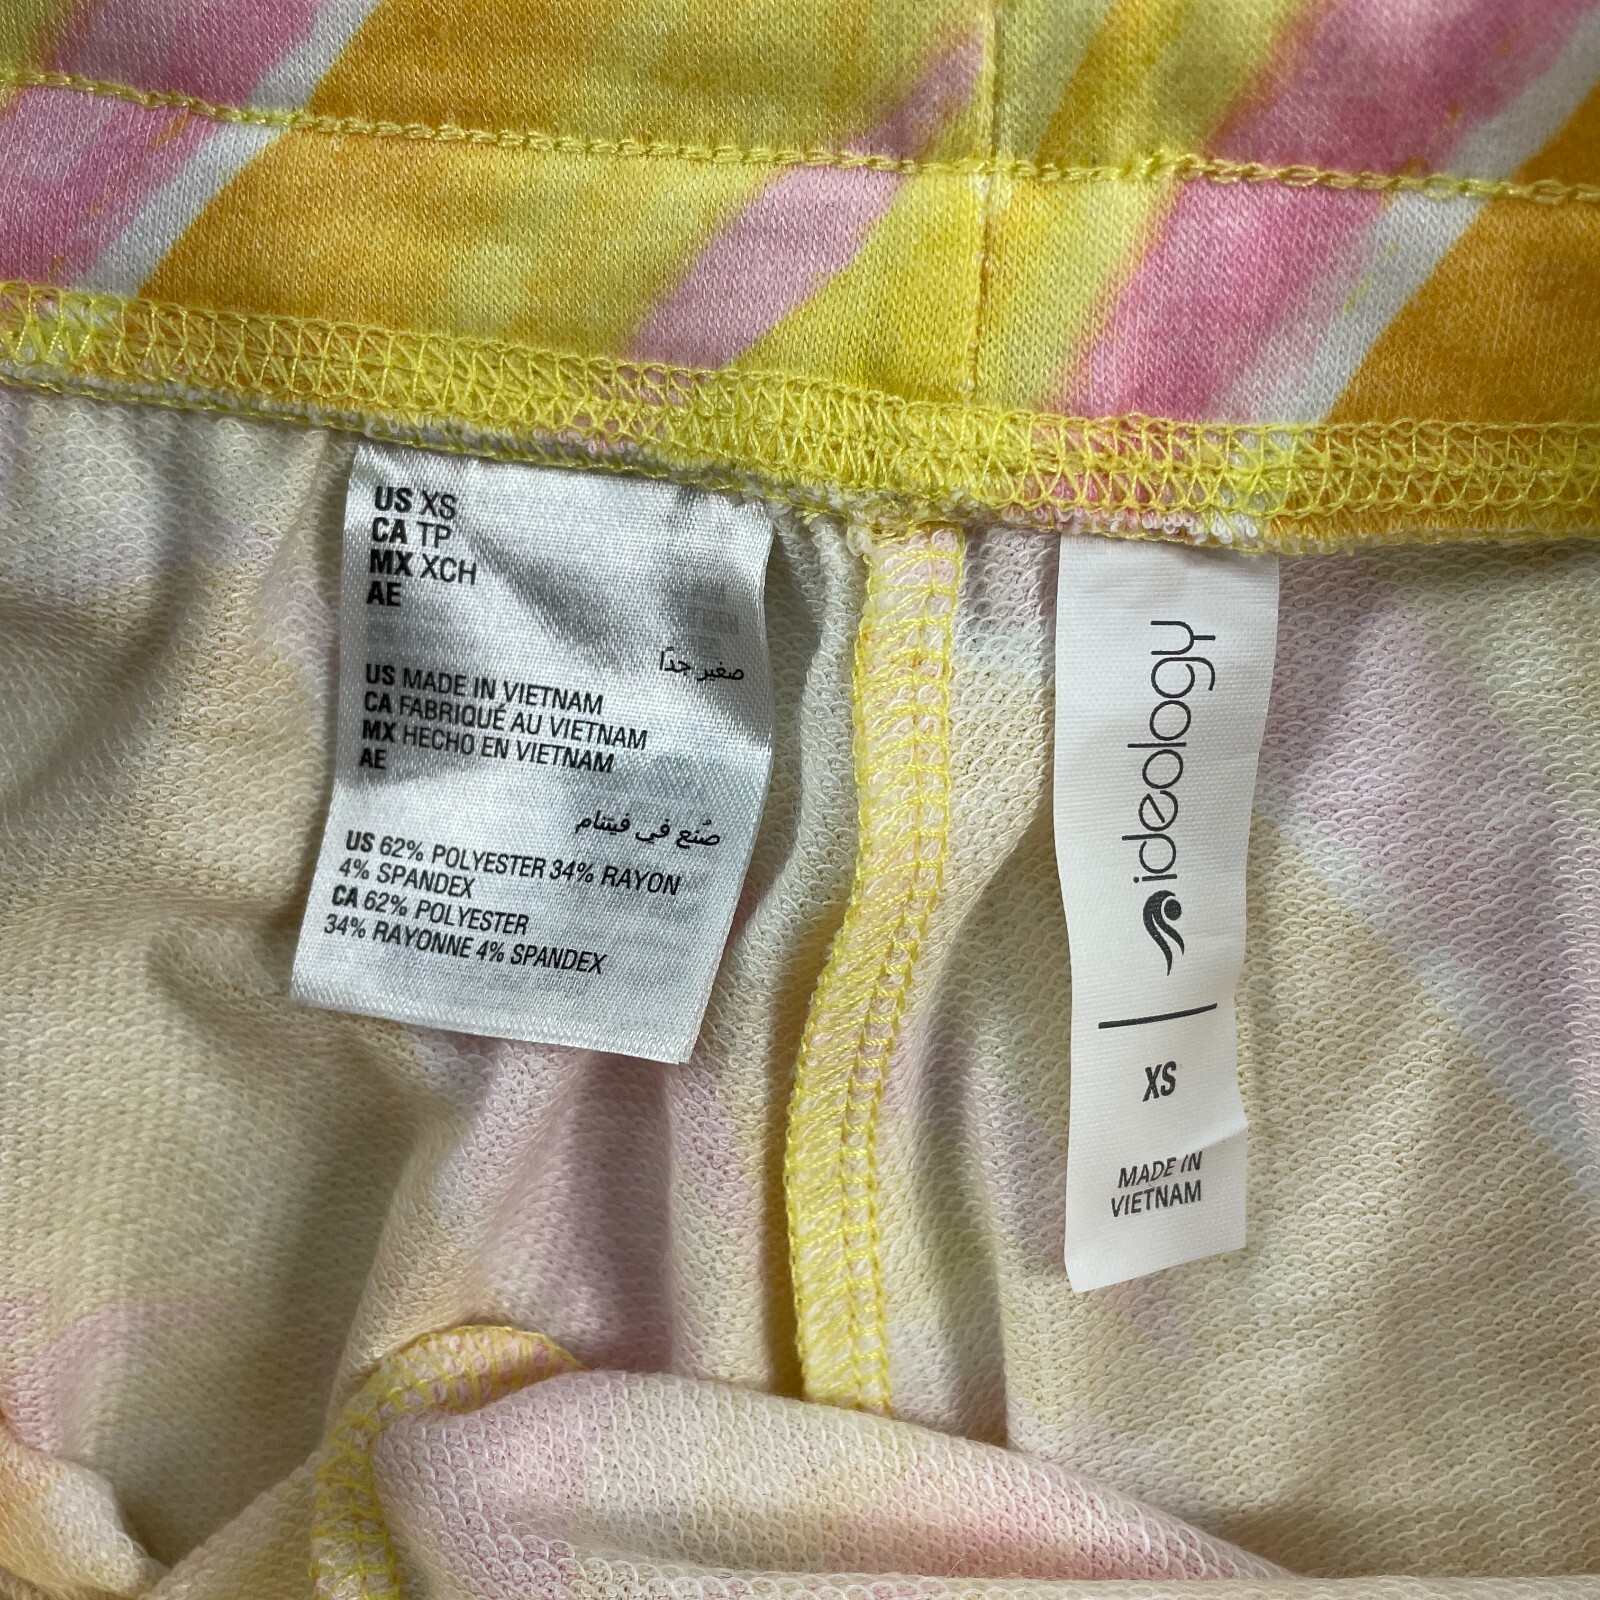 US XS
CA TP
MX XCH
AE
صغير جدًا
US MADE IN VIETNAM
CA FABRIQUÉ AU VIETNAM
MX HECHO EN VIETNAM
AE
صُنع في فيتنام
US 62% POLYESTER 34% RAYON
4% SPANDEX
CA 62% POLYESTER
34% RAYONNE 4% SPANDEX
ideology
XS
MADE IN
VIETNAM